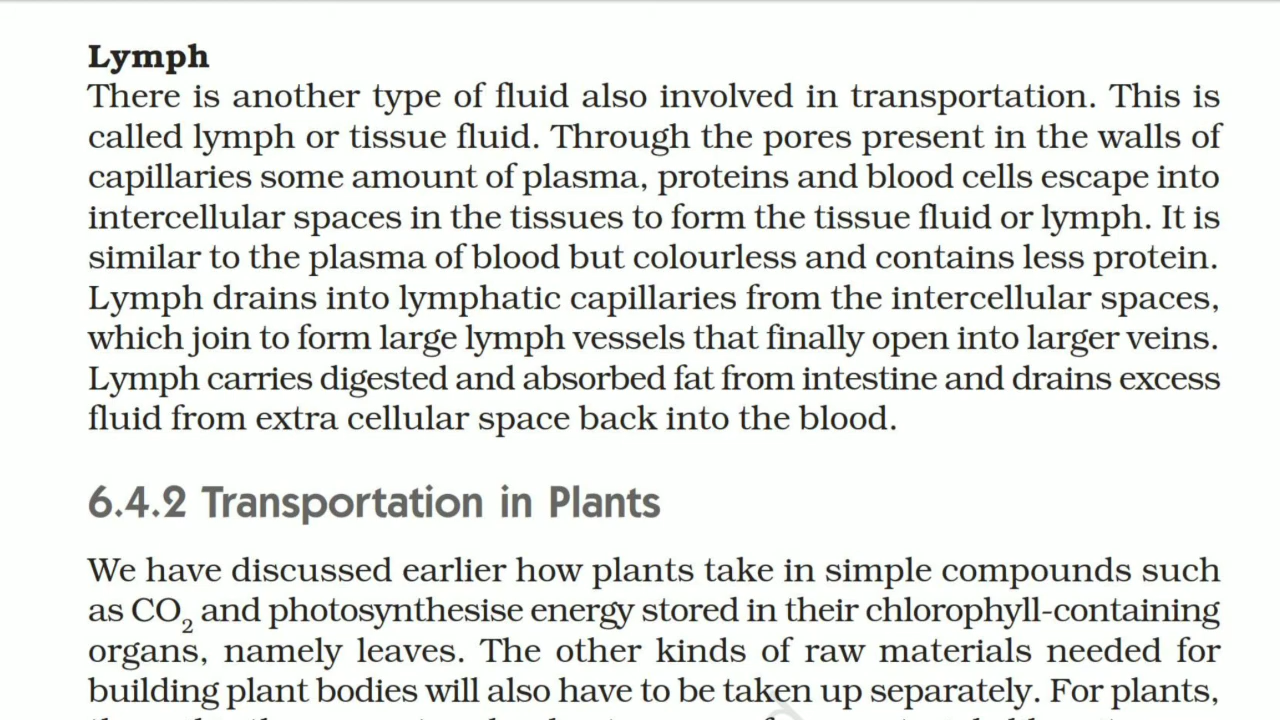 Lymph
There is another type of fluid also involved in transportation. This is
called lymph or tissue fluid. Through the pores present in the walls of
capillaries some amount of plasma, proteins and blood cells escape into
intercellular spaces in the tissues to form the tissue fluid or lymph. It is
similar to the plasma of blood but colourless and contains less protein.
Lymph drains into lymphatic capillaries from the intercellular spaces,
which join to form large lymph vessels that finally open into larger veins.
Lymph carries digested and absorbed fat from intestine and drains excess
fluid from extra cellular space back into the blood.
6.4.2 Transportation in Plants
We have discussed earlier how plants take in simple compounds such
as CO₂ and photosynthesise energy stored in their chlorophyll-containing
organs, namely leaves. The other kinds of raw materials needed for
building plant bodies will also have to be taken up separately. For plants,